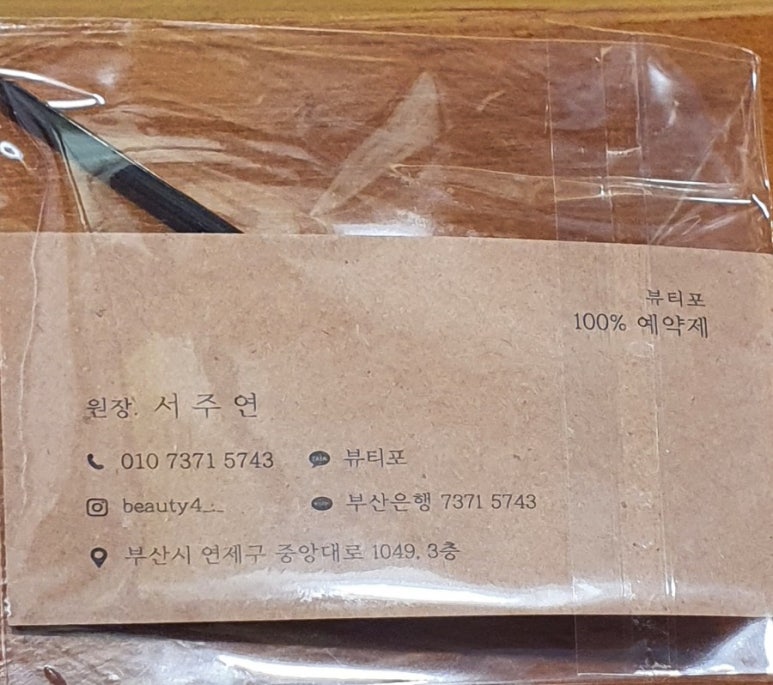 뷰티포
100% 예약제
원장. 서 주 연
010 7371 5743 뷰티포
beauty4_._ 부산은행 7371 5743
부산시 연제구 중앙대로 1049, 3층